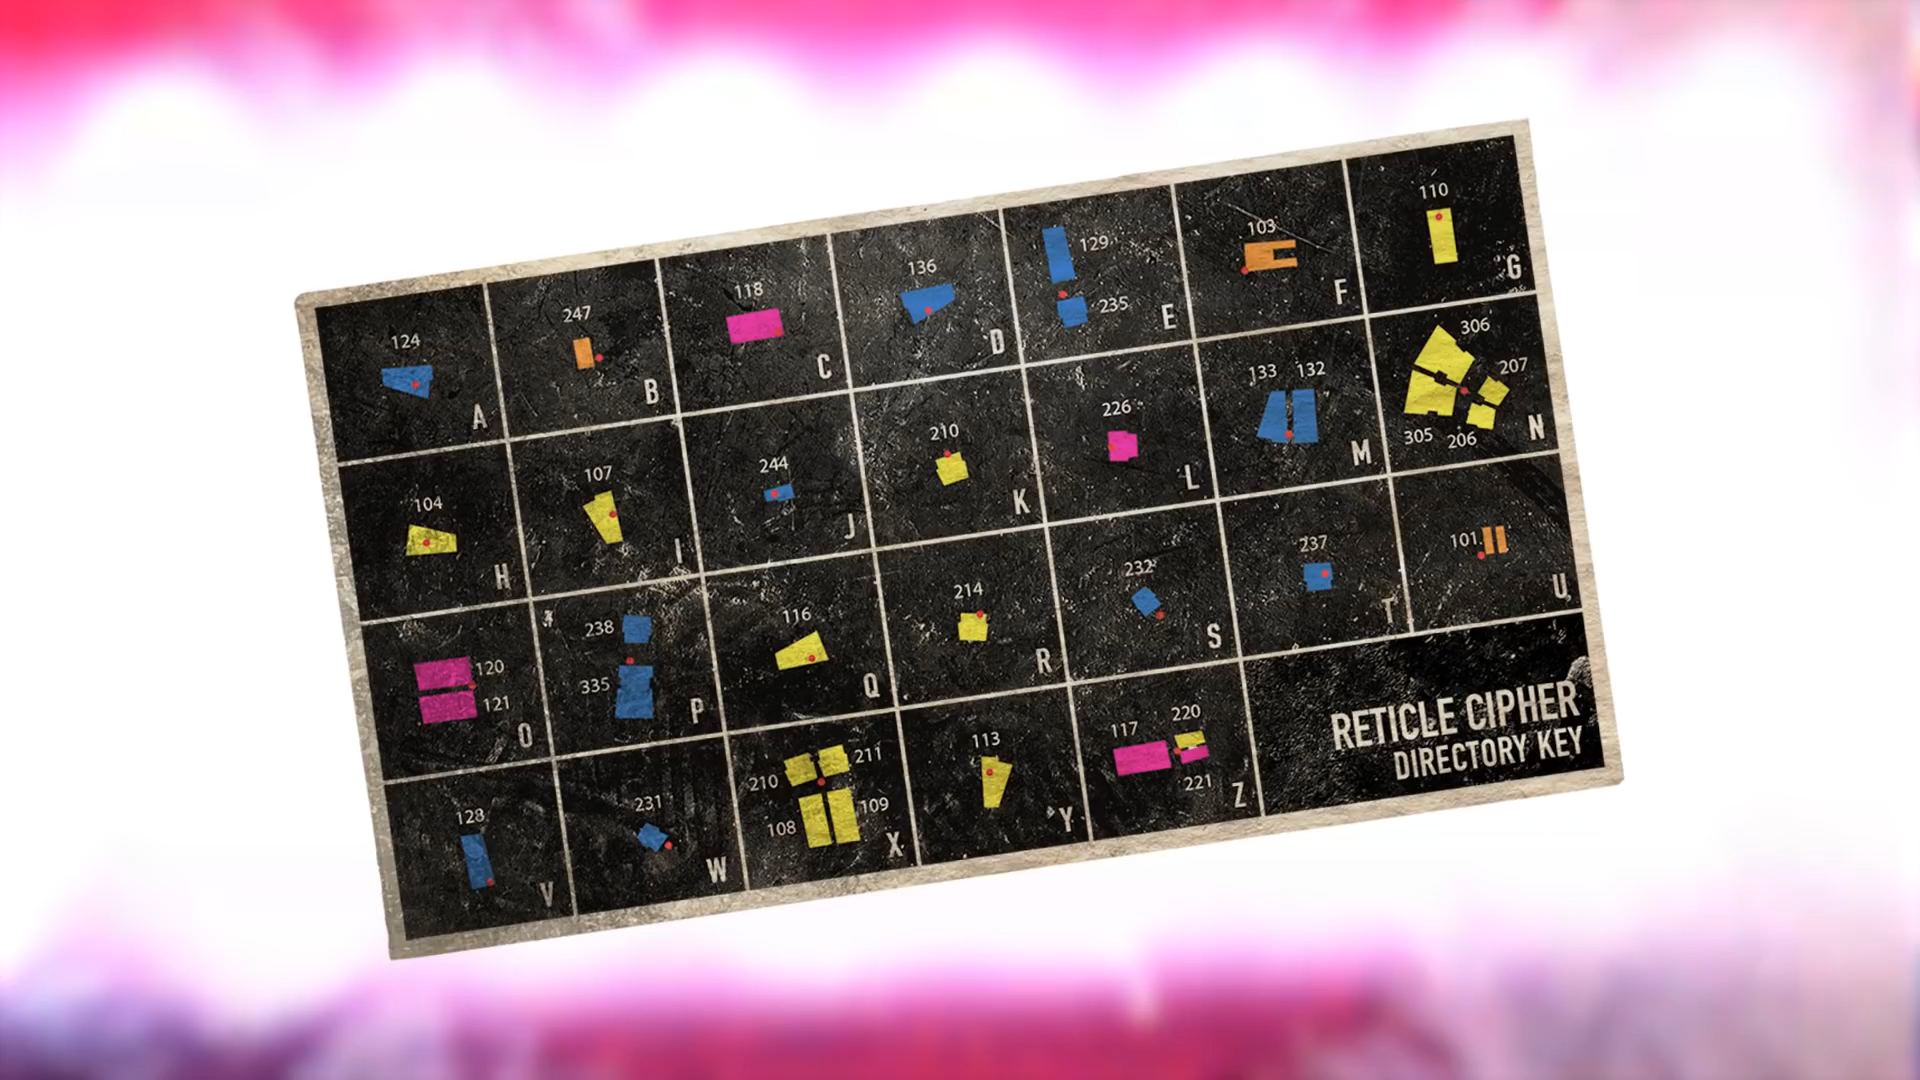 124
A
247
B
118
C
136
D
129
235
E
103
F
110
G
104
H
107
I
244
J
210
K
226
L
133 132
M
306
207
305 206
N
120
121
O
238
335
P
116
Q
214
R
232
S
237
T
101
U
128
V
231
W
210 211
108 109
X
113
Y
117 220
221
Z
RETICLE CIPHER
DIRECTORY KEY